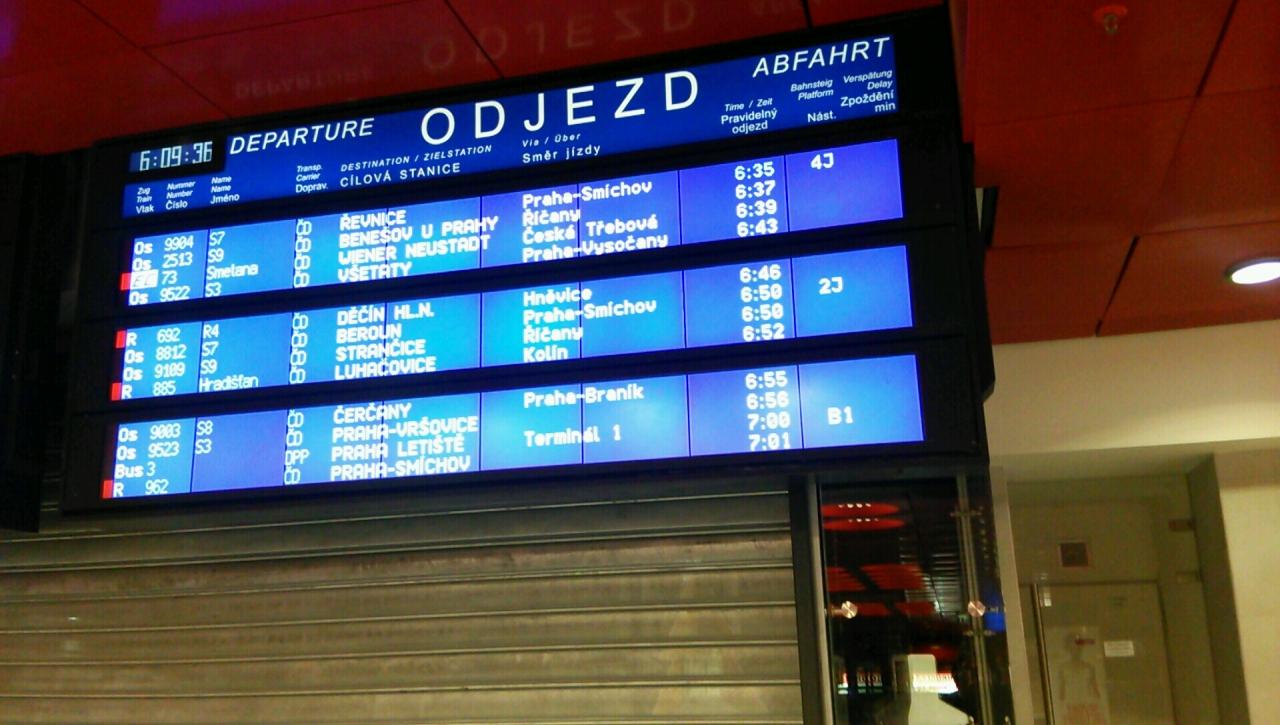 6:09:36 DEPARTURE ODJEZD ABFAHRT
Zug Train Vlak
Nummer Number Číslo
Name Name Jméno
Transp. Carrier Doprav.
DESTINATION / ZIELSTATION
CÍLOVÁ STANICE
Via / Über
Směr jízdy
Time / Zeit
Pravidelný odjezd
Bahnsteig Platform Nást.
Verspätung Delay Zpoždění min
Os 9904 S7 ČD ŘEVNICE Praha-Smíchov 6:35
Os 2513 S9 ČD BENEŠOV U PRAHY Říčany 6:37 4J
73 Smetana ČD WIENER NEUSTADT Česká Třebová 6:39
Os 9522 S3 ČD VŠETATY Praha-Vysočany 6:43
R 692 R4 ČD DĚČÍN HL.N. Hněvice 6:46
Os 8812 S7 ČD BEROUN Praha-Smíchov 6:50 2J
Os 9109 S9 ČD STRANČICE Říčany 6:50
R 885 Hradišťan ČD LUHAČOVICE Kolín 6:52
Os 9003 S8 ČD ČERČANY Praha-Braník 6:55
Os 9523 S3 ČD PRAHA-VRŠOVICE 6:56
Bus 3 DPP PRAHA LETIŠTĚ Terminál 1 7:00 B1
R 962 ČD PRAHA-SMÍCHOV 7:01